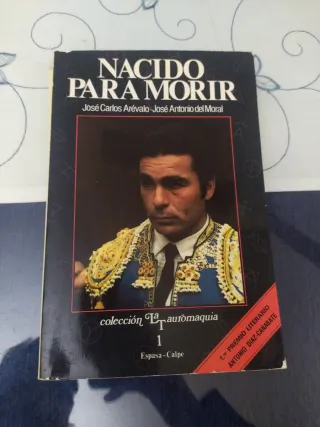 NACIDO
PARA MORIR
José Carlos Arévalo-José Antonio del Moral
colección La Tauromaquia
1
Espasa-Calpe
1.er PREMIO LITERARIO
ANTONIO DIAZ-CAÑABATE